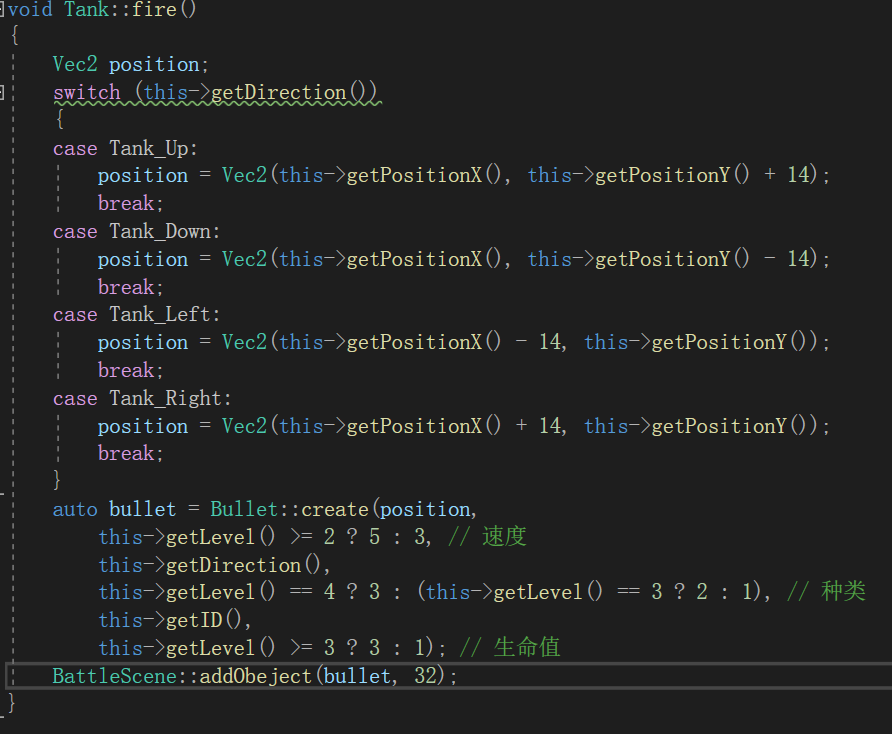 void Tank::fire()
{
    Vec2 position;
    switch (this->getDirection())
    {
    case Tank_Up:
        position = Vec2(this->getPositionX(), this->getPositionY() + 14);
        break;
    case Tank_Down:
        position = Vec2(this->getPositionX(), this->getPositionY() - 14);
        break;
    case Tank_Left:
        position = Vec2(this->getPositionX() - 14, this->getPositionY());
        break;
    case Tank_Right:
        position = Vec2(this->getPositionX() + 14, this->getPositionY());
        break;
    }
    auto bullet = Bullet::create(position,
        this->getLevel() >= 2 ? 5 : 3, // 速度
        this->getDirection(),
        this->getLevel() == 4 ? 3 : (this->getLevel() == 3 ? 2 : 1), // 种类
        this->getID(),
        this->getLevel() >= 3 ? 3 : 1); // 生命值
    BattleScene::addObeject(bullet, 32);
}